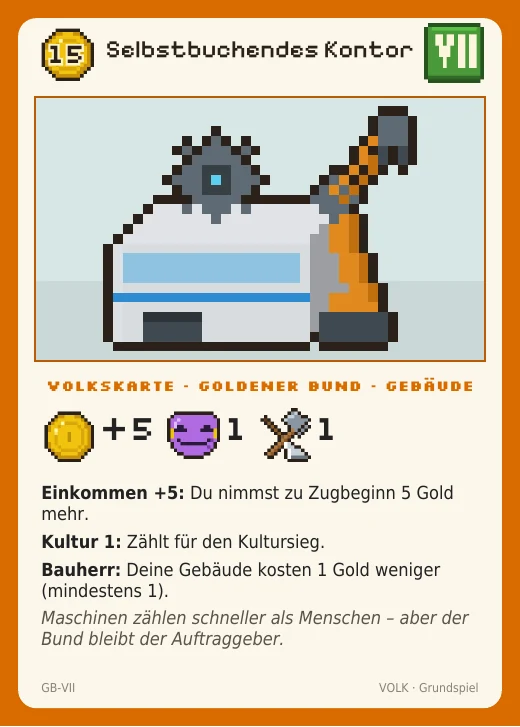 15 Selbstbuchendes Kontor VII
VOLKSKARTE - GOLDENER BUND - GEBÄUDE
+5 1 1
Einkommen +5: Du nimmst zu Zugbeginn 5 Gold
mehr.
Kultur 1: Zählt für den Kultursieg.
Bauherr: Deine Gebäude kosten 1 Gold weniger
(mindestens 1).
Maschinen zählen schneller als Menschen – aber der
Bund bleibt der Auftraggeber.
GB-VII VOLK · Grundspiel